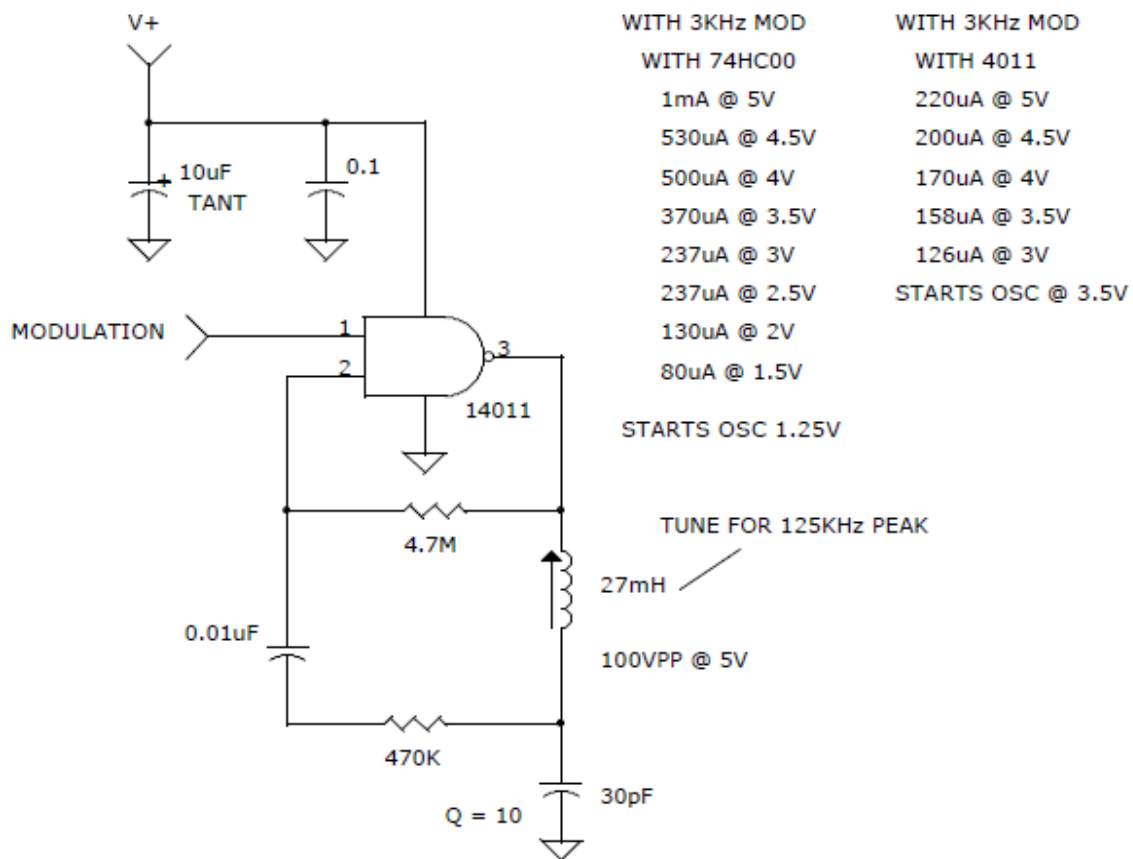 V+
10uF
TANT
0.1
MODULATION
1
2
3
14011
4.7M
0.01uF
470K
27mH
TUNE FOR 125KHz PEAK
100VPP @ 5V
30pF
Q = 10
WITH 3KHz MOD
WITH 74HC00
1mA @ 5V
530uA @ 4.5V
500uA @ 4V
370uA @ 3.5V
237uA @ 3V
237uA @ 2.5V
130uA @ 2V
80uA @ 1.5V
STARTS OSC 1.25V
WITH 3KHz MOD
WITH 4011
220uA @ 5V
200uA @ 4.5V
170uA @ 4V
158uA @ 3.5V
126uA @ 3V
STARTS OSC @ 3.5V